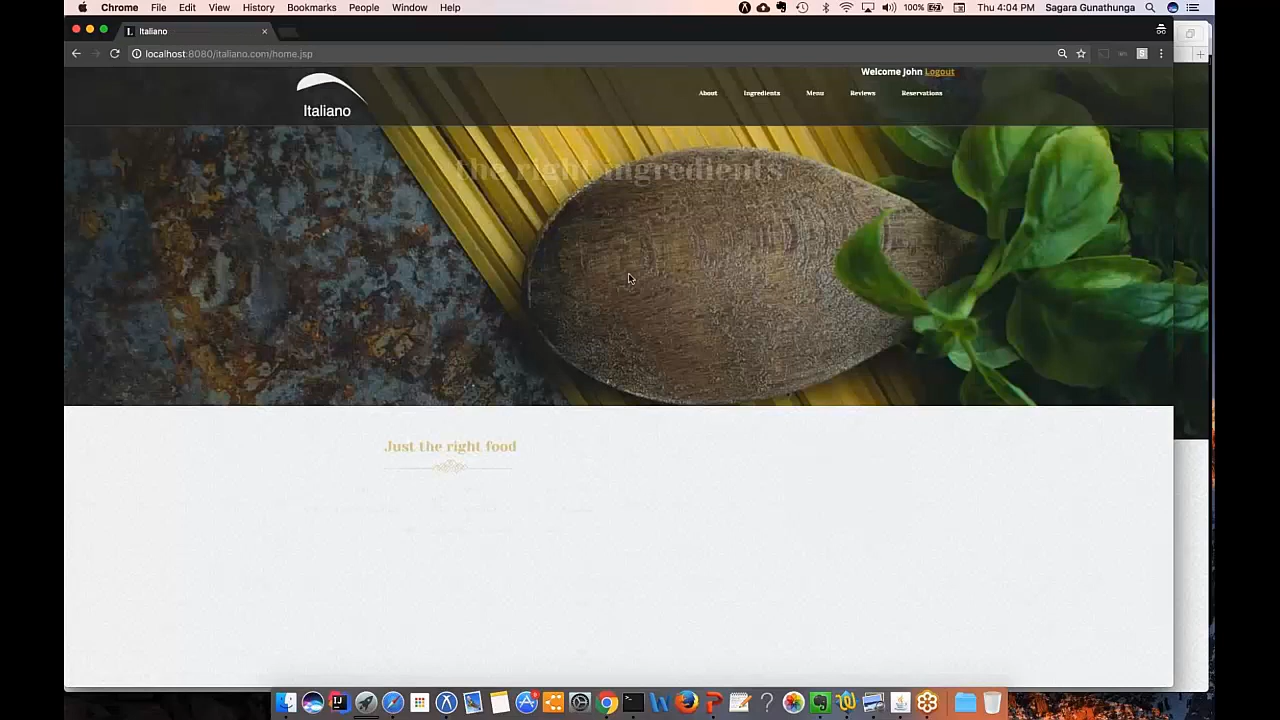 Chrome File Edit View History Bookmarks People Window Help 100% Thu 4:04 PM Sagara Gunathunga
Italiano
localhost:8080/italiano.com/home.jsp
Welcome John Logout
Italiano
About Ingredients Menu Reviews Reservations
the right ingredients
Just the right food